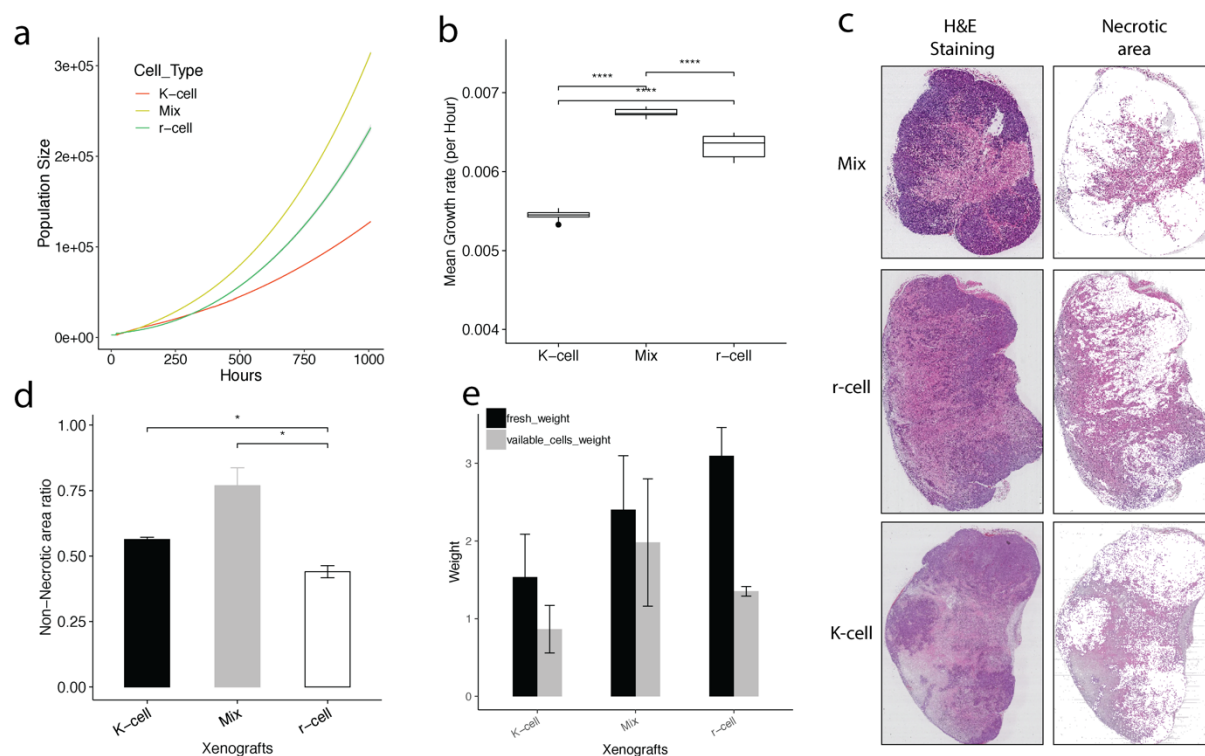 a
3e+05
2e+05
1e+05
0e+00
Population Size
Cell_Type
K-cell
Mix
r-cell
0 250 500 750 1000
Hours
b
**** ****
****
0.007
0.006
0.005
0.004
Mean Growth rate (per Hour)
K-cell Mix r-cell
c
H&E
Staining
Necrotic
area
Mix
r-cell
K-cell
d
*
*
1.00
0.75
0.50
0.25
0.00
Non-Necrotic area ratio
K-cell Mix r-cell
Xenografts
e
fresh_weight
vailable_cells_weight
3
2
1
0
Weight
K-cell Mix r-cell
Xenografts